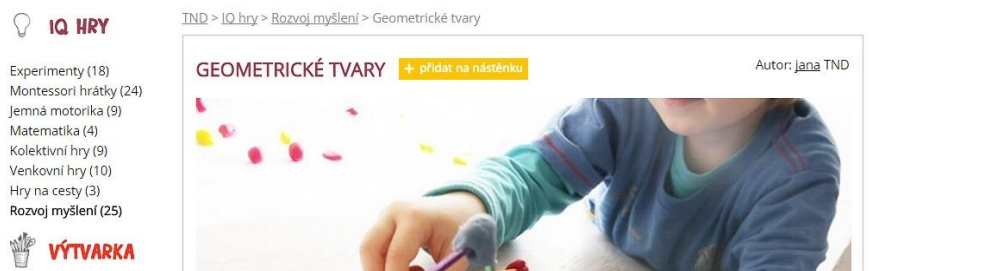 IQ HRY
Experimenty (18)
Montessori hrátky (24)
Jemná motorika (9)
Matematika (4)
Kolektivní hry (9)
Venkovní hry (10)
Hry na cesty (3)
Rozvoj myšlení (25)
VÝTVARKA
TND > IQ hry > Rozvoj myšlení > Geometrické tvary
GEOMETRICKÉ TVARY + přidat na nástěnku Autor: jana TND